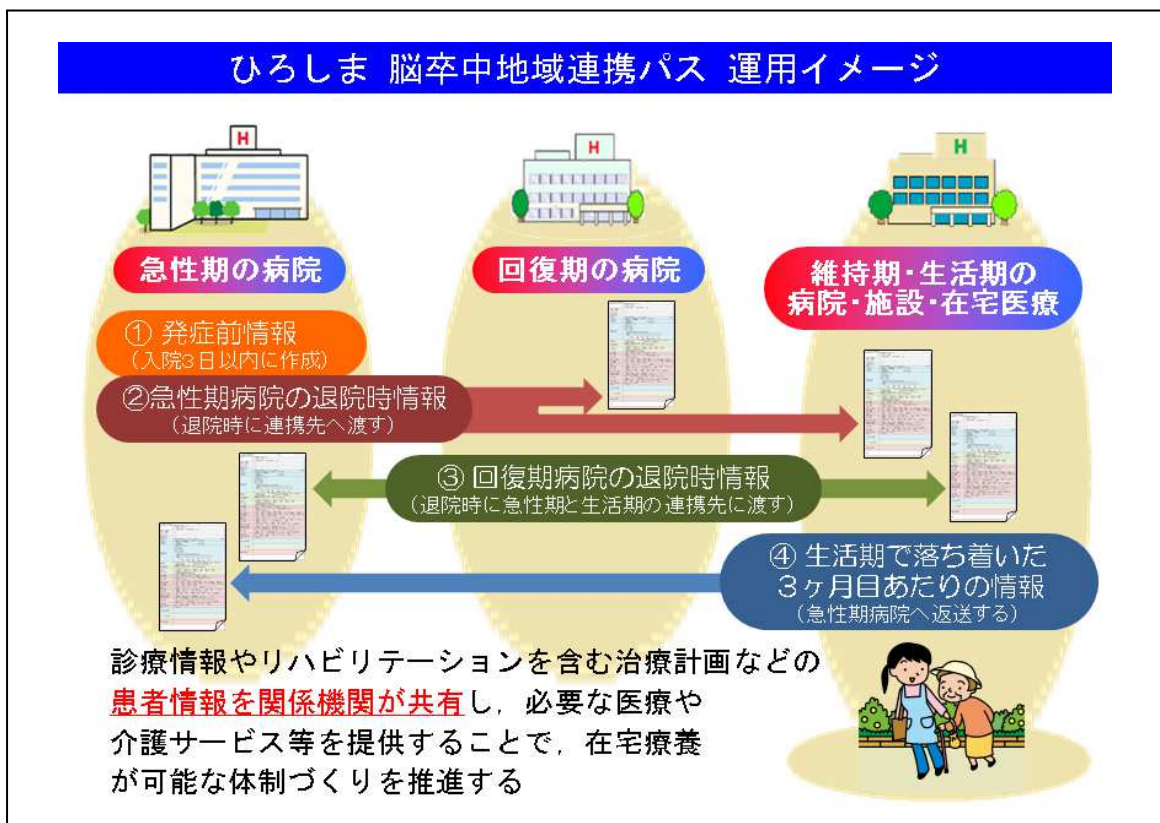 ひろしま 脳卒中地域連携パス 運用イメージ
H
H
H
急性期の病院
回復期の病院
維持期・生活期の
病院・施設・在宅医療
① 発症前情報
（入院3日以内に作成）
②急性期病院の退院時情報
（退院時に連携先へ渡す）
③ 回復期病院の退院時情報
（退院時に急性期と生活期の連携先に渡す）
④ 生活期で落ち着いた
３ヶ月目あたりの情報
（急性期病院へ返送する）
診療情報やリハビリテーションを含む治療計画などの
患者情報を関係機関が共有し，必要な医療や
介護サービス等を提供することで，在宅療養
が可能な体制づくりを推進する